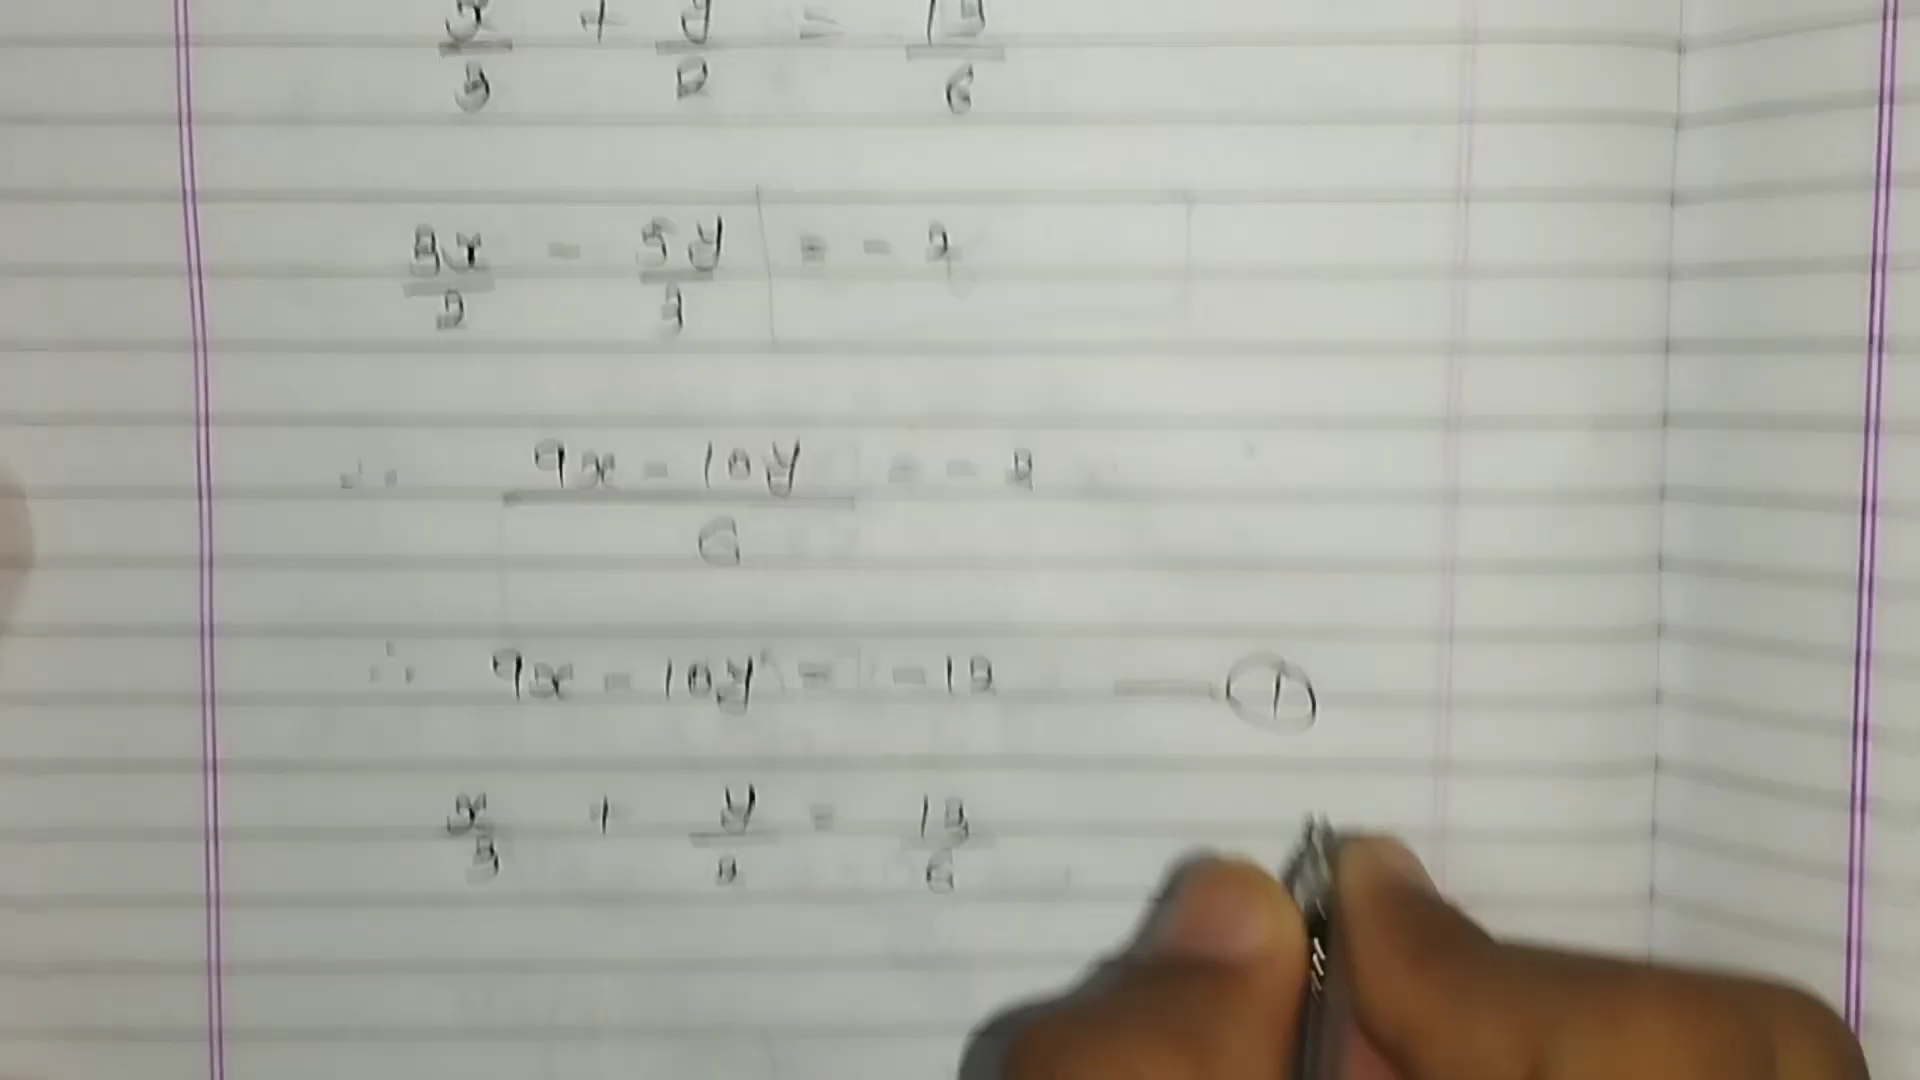 x/3 + y/2 = 13/6
3x/2 - 5y/3 = - 2
∴ 9x - 10y/6 = - 2
∴ 9x - 10y = - 12 — ①
x/3 + y/2 = 13/6